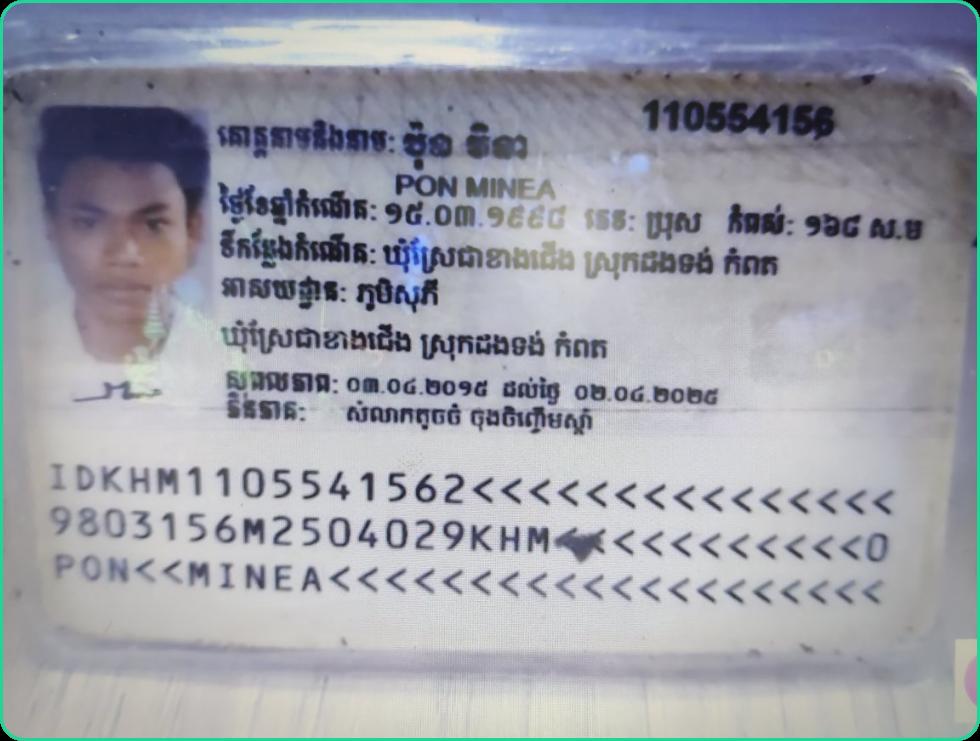 110554156
គោត្តនាមនិងនាម: ប៉ុន មិនា
PON MINEA
ថ្ងៃខែឆ្នាំកំណើត: ១៥.០៣.១៩៩៨ ភេទ: ប្រុស កំពស់: ១៦៨ ស.ម
ទីកន្លែងកំណើត: ឃុំស្រែជាខាងជើង ស្រុកដងទង់ កំពត
អាសយដ្ឋាន: ភូមិសុភី
ឃុំស្រែជាខាងជើង ស្រុកដងទង់ កំពត
សុពលភាព: ០៣.០៤.២០១៥ ដល់ថ្ងៃ ០២.០៤.២០២៥
ភិនភាគ: សំលាកតូចចំ ចុងចិញ្ចើមស្ដាំ
IDKHM1105541562<<<<<<<<<<<<<<<
9803156M2504029KHM<<<<<<<<<<<0
PON<<MINEA<<<<<<<<<<<<<<<<<<<<